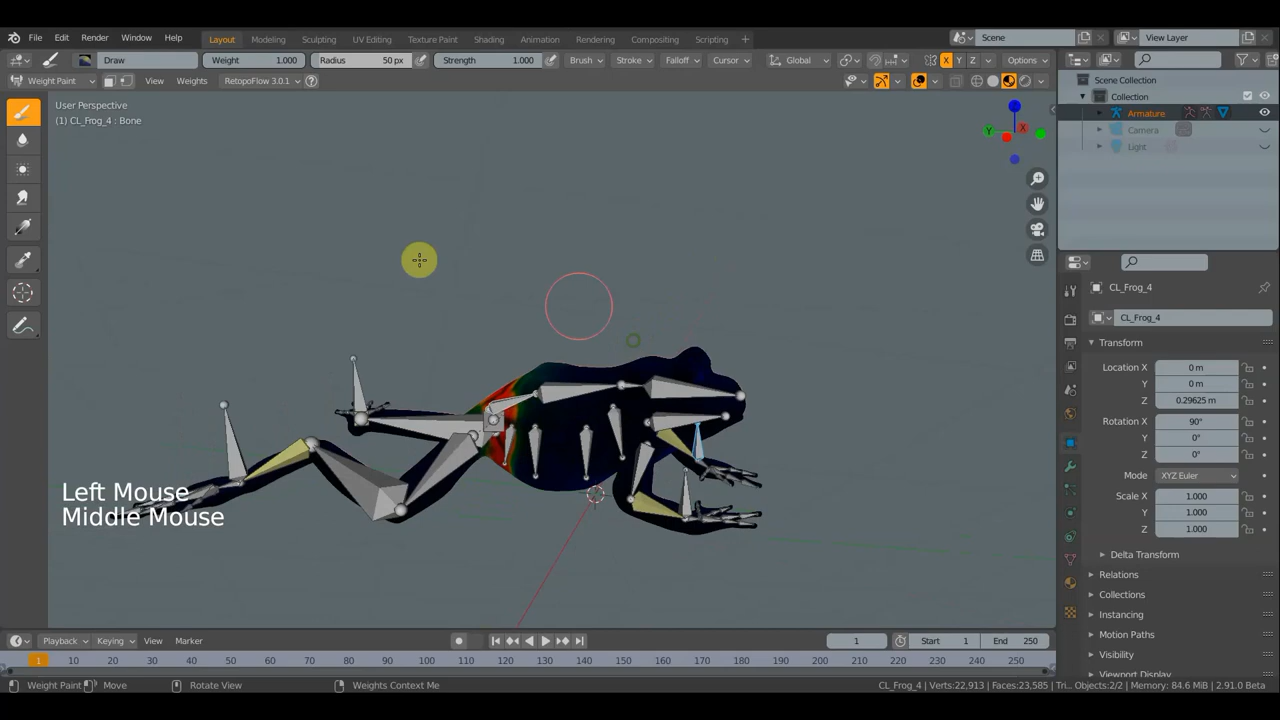 File Edit Render Window Help Layout Modeling Sculpting UV Editing Texture Paint Shading Animation Rendering Compositing Scripting + Scene View Layer
Draw Weight 1.000 Radius 50 px Strength 1.000 Brush Stroke Falloff Cursor Global X Y Z Options
Weight Paint View Weights RetopoFlow 3.0.1
Scene Collection
Collection
Armature
Camera
Light
User Perspective
(1) CL_Frog_4 : Bone
Z
Y
X
CL_Frog_4
CL_Frog_4
Transform
Location X 0 m
Y 0 m
Z 0.29625 m
Rotation X 90°
Y 0°
Z 0°
Mode XYZ Euler
Scale X 1.000
Y 1.000
Z 1.000
Delta Transform
Relations
Collections
Instancing
Motion Paths
Visibility
Viewport Display
Left Mouse
Middle Mouse
Playback Keying View Marker 1 Start 1 End 250
1 10 20 30 40 50 60 70 80 90 100 110 120 130 140 150 160 170 180 190 200 210 220 230 240 250
Weight Paint Move Rotate View Weights Context Me CL_Frog_4 | Verts:22,913 | Faces:23,585 | Tri... Objects:2/2 | Memory: 84.6 MiB | 2.91.0 Beta